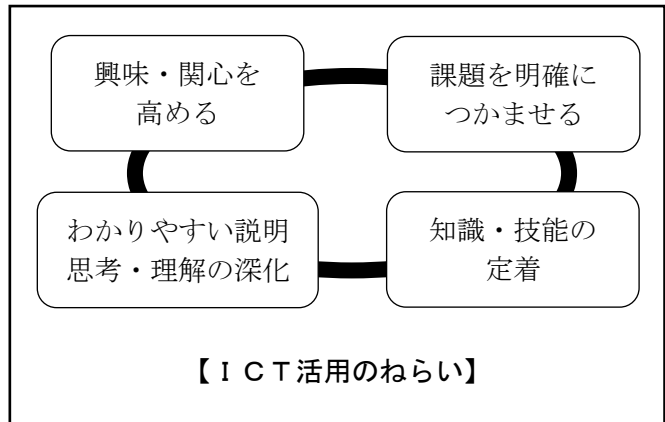 興味・関心を
高める
課題を明確に
つかませる
わかりやすい説明
思考・理解の深化
知識・技能の
定着
【ＩＣＴ活用のねらい】